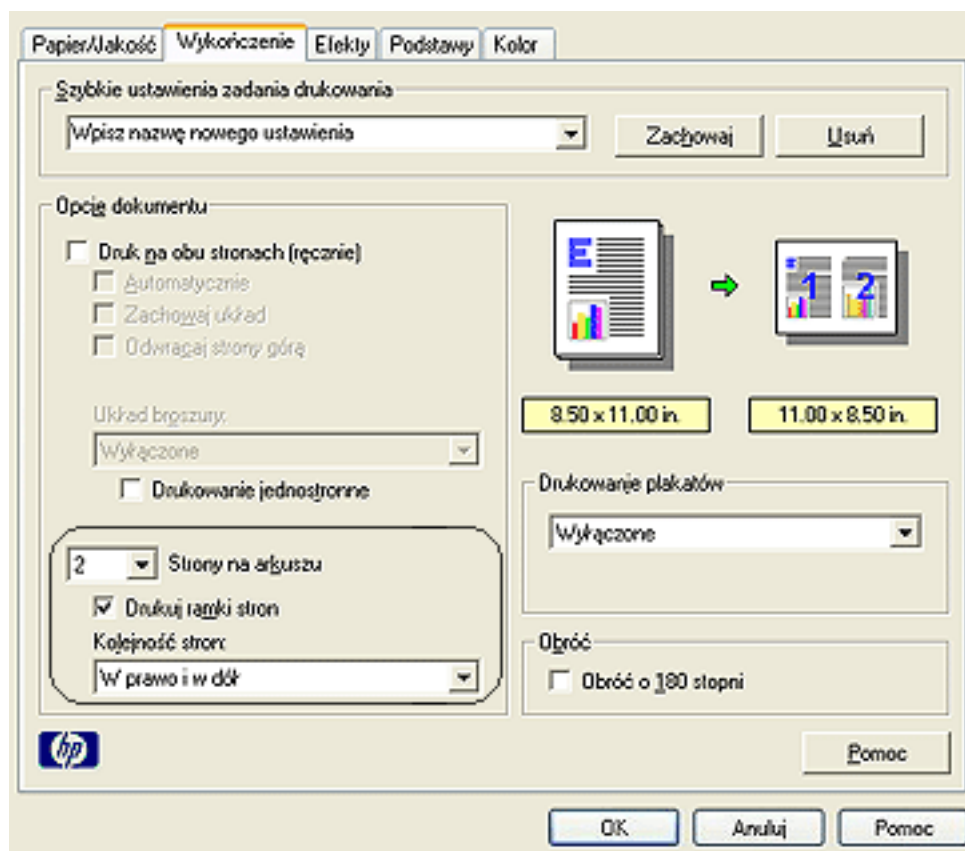 Papier/Jakość Wykończenie Efekty Podstawy Kolor
Szybkie ustawienia zadania drukowania
Wpisz nazwę nowego ustawienia Zachowaj Usuń
Opcje dokumentu
Druk na obu stronach (ręcznie)
Automatycznie
Zachowaj układ
Odwracaj strony górą
E 1 2
Układ broszury:
8.50 x 11.00 in. 11.00 x 8.50 in.
Wyłączone
Drukowanie jednostronne
Drukowanie plakatów
Wyłączone
2 Strony na arkuszu
Drukuj ramki stron
Kolejność stron:
W prawo i w dół
Obróć
Obróć o 180 stopni
hp
Pomoc
OK Anuluj Pomoc